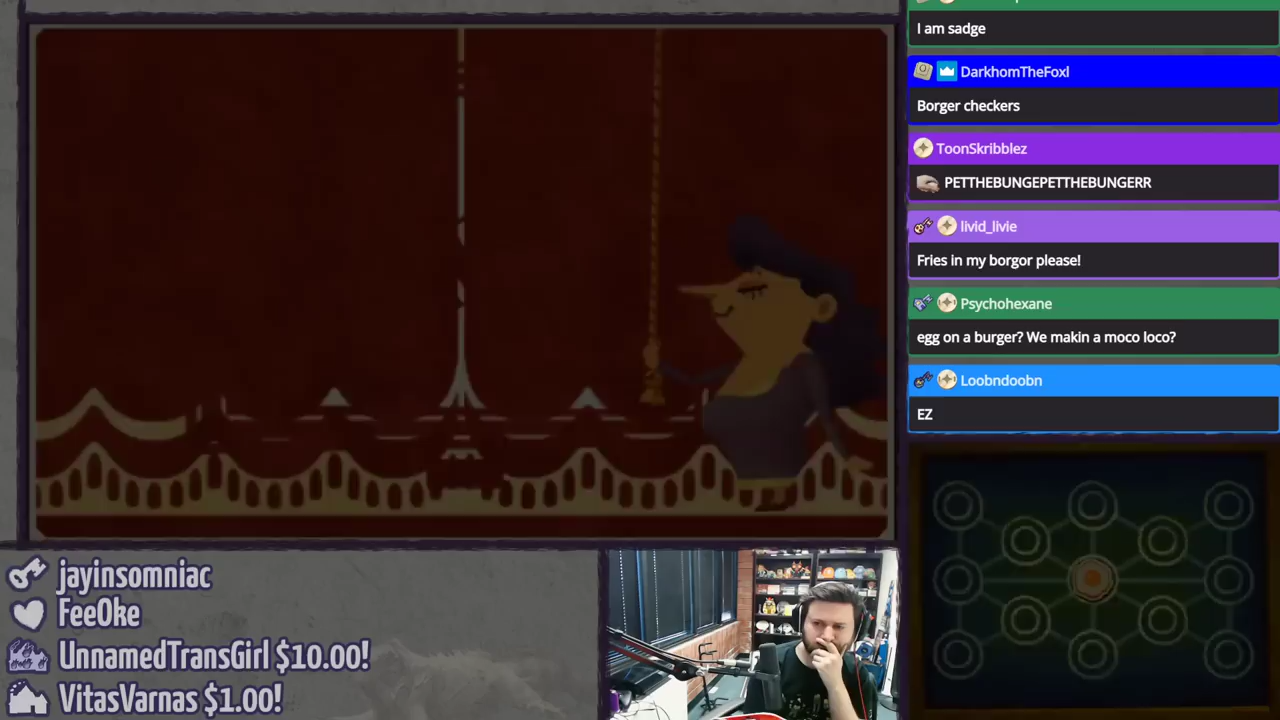 I am sadge
DarkhomTheFoxl
Borger checkers
ToonSkribblez
PETTHEBUNGEPETTHEBUNGERR
livid_livie
Fries in my borgor please!
Psychohexane
egg on a burger? We makin a moco loco?
Loobndoobn
EZ
jayinsomniac
FeeOke
UnnamedTransGirl $10.00!
VitasVarnas $1.00!